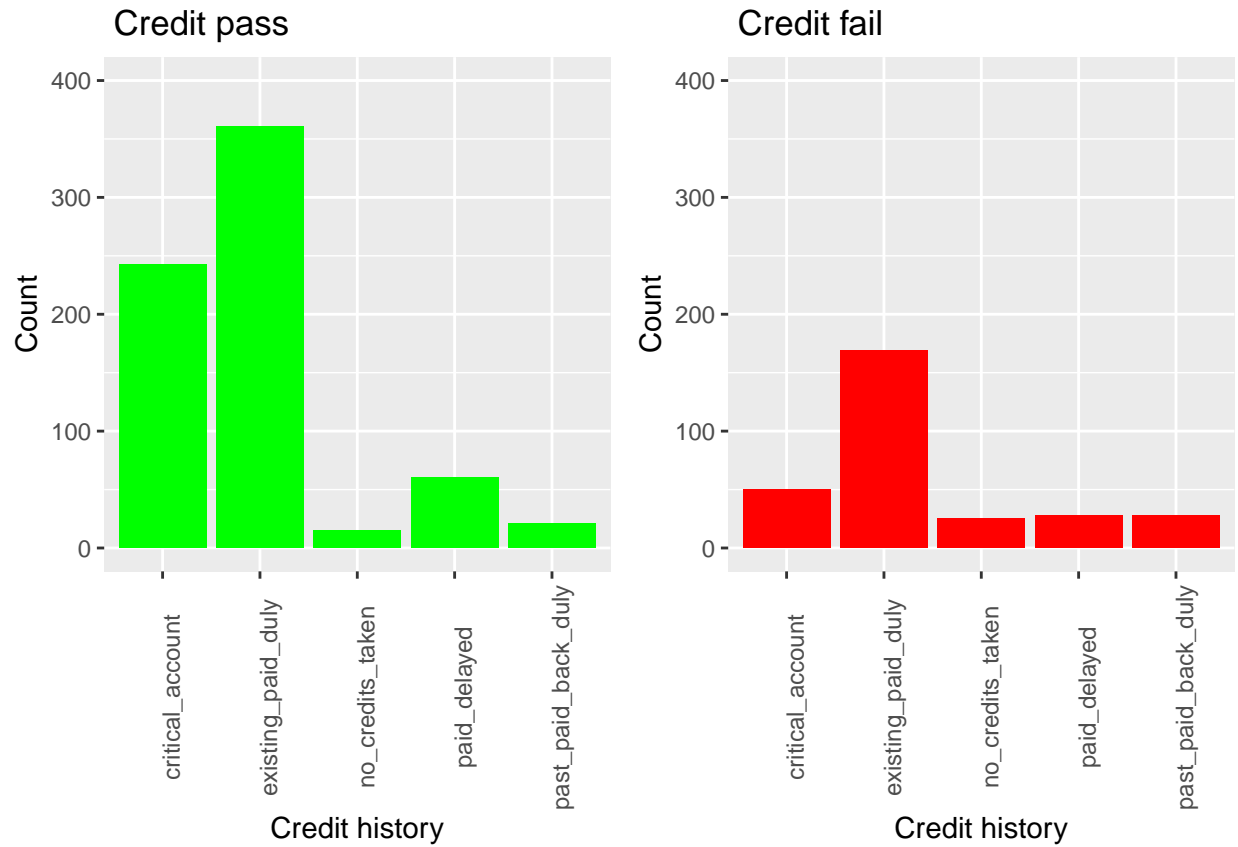 Credit pass
400
300
200
100
0
Count
critical_account
existing_paid_duly
no_credits_taken
paid_delayed
past_paid_back_duly
Credit history
Credit fail
400
300
200
100
0
Count
critical_account
existing_paid_duly
no_credits_taken
paid_delayed
past_paid_back_duly
Credit history